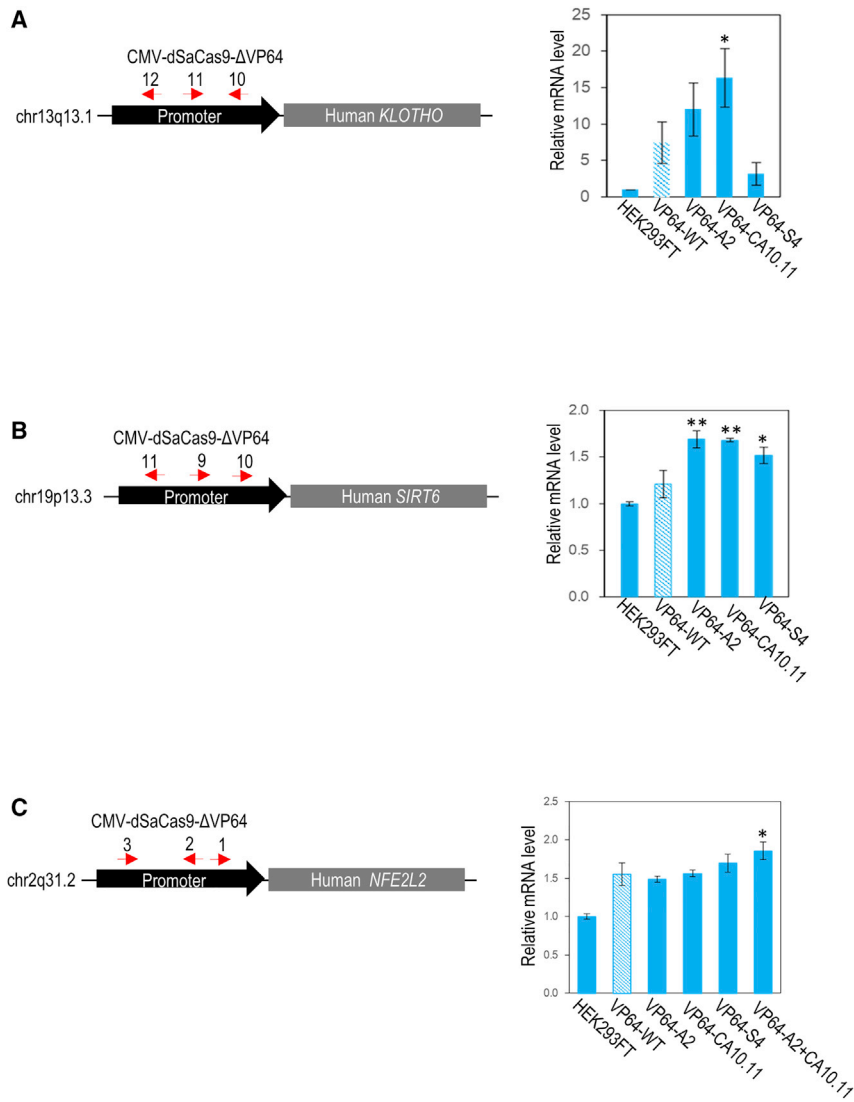 A
CMV-dSaCas9-ΔVP64
12 11 10
chr13q13.1
Promoter
Human KLOTHO
Relative mRNA level
25
20
15
10
5
0
*
HEK293FT
VP64-WT
VP64-A2
VP64-CA10.11
VP64-S4
B
CMV-dSaCas9-ΔVP64
11 9 10
chr19p13.3
Promoter
Human SIRT6
Relative mRNA level
2.0
1.5
1.0
0.5
0.0
** ** *
HEK293FT
VP64-WT
VP64-A2
VP64-CA10.11
VP64-S4
C
CMV-dSaCas9-ΔVP64
3 2 1
chr2q31.2
Promoter
Human NFE2L2
Relative mRNA level
2.5
2.0
1.5
1.0
0.5
0.0
*
HEK293FT
VP64-WT
VP64-A2
VP64-CA10.11
VP64-S4
VP64-A2+CA10.11